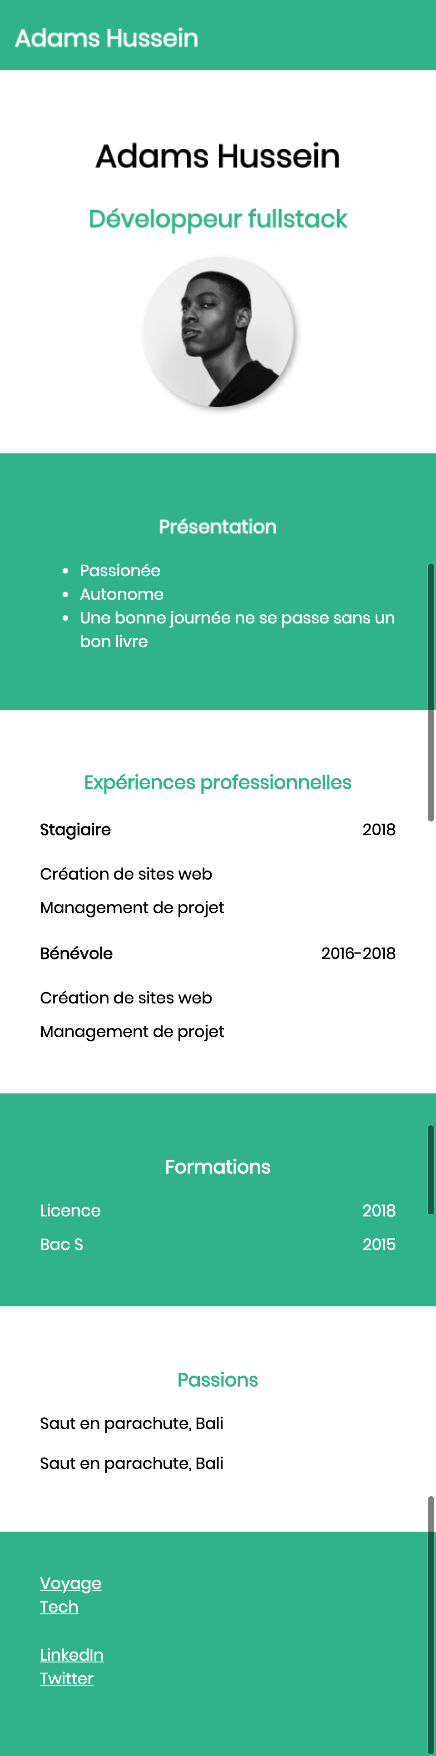 Adams Hussein
Adams Hussein
Développeur fullstack
Présentation
• Passionée
• Autonome
• Une bonne journée ne se passe sans un
bon livre
Expériences professionnelles
Stagiaire 2018
Création de sites web
Management de projet
Bénévole 2016-2018
Création de sites web
Management de projet
Formations
Licence 2018
Bac S 2015
Passions
Saut en parachute, Bali
Saut en parachute, Bali
Voyage
Tech
LinkedIn
Twitter